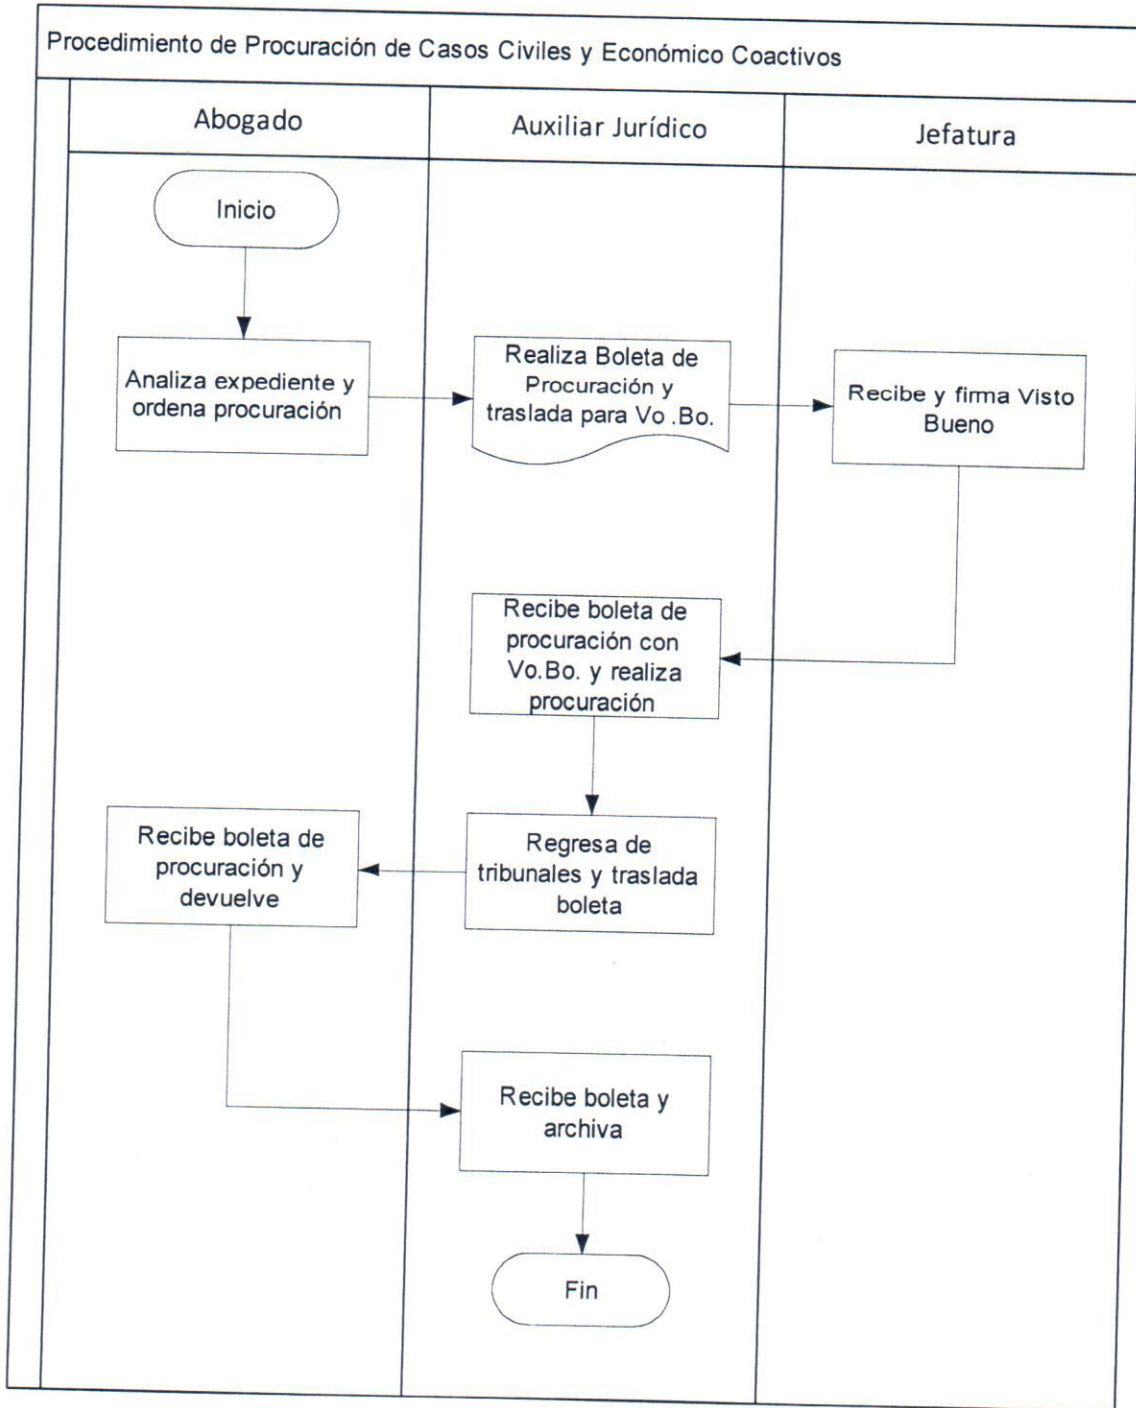 Procedimiento de Procuración de Casos Civiles y Económico Coactivos
Abogado
Auxiliar Jurídico
Jefatura
Inicio
Analiza expediente y
ordena procuración
Realiza Boleta de
Procuración y
traslada para Vo .Bo.
Recibe y firma Visto
Bueno
Recibe boleta de
procuración con
Vo.Bo. y realiza
procuración
Regresa de
tribunales y traslada
boleta
Recibe boleta de
procuración y
devuelve
Recibe boleta y
archiva
Fin